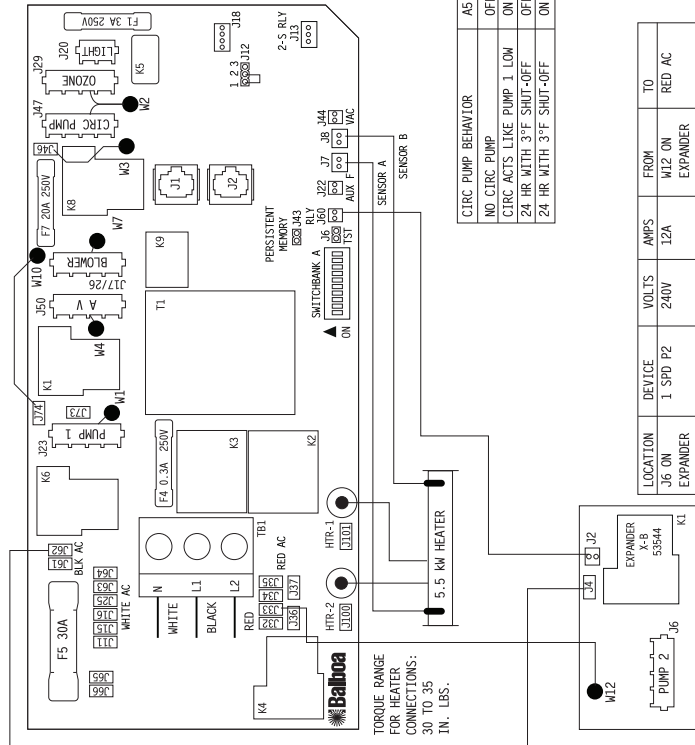 F1 3A 250V
J18
2-S RLY
J13
J20
LIGHT
K5
1 2 3
J12
J29
OZONE
J47
CIRC PUMP
W2
J46
W3
J44
VAC
J8
J7
SENSOR B
SENSOR A
J1
J2
J22
AUX F
F7 20A 250V
K8
W7
W10
BLOWER
J17/26
K9
PERSISTENT
MEMORY
J43
RLY
J60
J6
TST
SWITCHBANK A
ON
J50
A V
W4
T1
K1
J74
J73
W1
J23
PUMP 1
F4 0.3A 250V
K6
K3
K2
TB1
J62
J61
BLK AC
N
L1
L2
WHITE
BLACK
RED
RED AC
F5 30A
J64
J63
J25
J16
J15
J11
WHITE AC
J65
J66
J35
J34
J33
J32
J37
J36
HTR-1
J101
HTR-2
J100
K4
Balboa
5.5 kW HEATER
TORQUE RANGE
FOR HEATER
CONNECTIONS:
30 TO 35
IN. LBS.
CIRC PUMP BEHAVIOR A5
NO CIRC PUMP OF
CIRC ACTS LIKE PUMP 1 LOW ON
24 HR WITH 3°F SHUT-OFF OF
24 HR WITH 3°F SHUT-OFF ON
LOCATION DEVICE VOLTS AMPS FROM TO
J6 ON 1 SPD P2 240V 12A W12 ON RED AC
EXPANDER EXPANDER
J2
J4
EXPANDER
X-B
53544
K1
J6
PUMP 2
W12